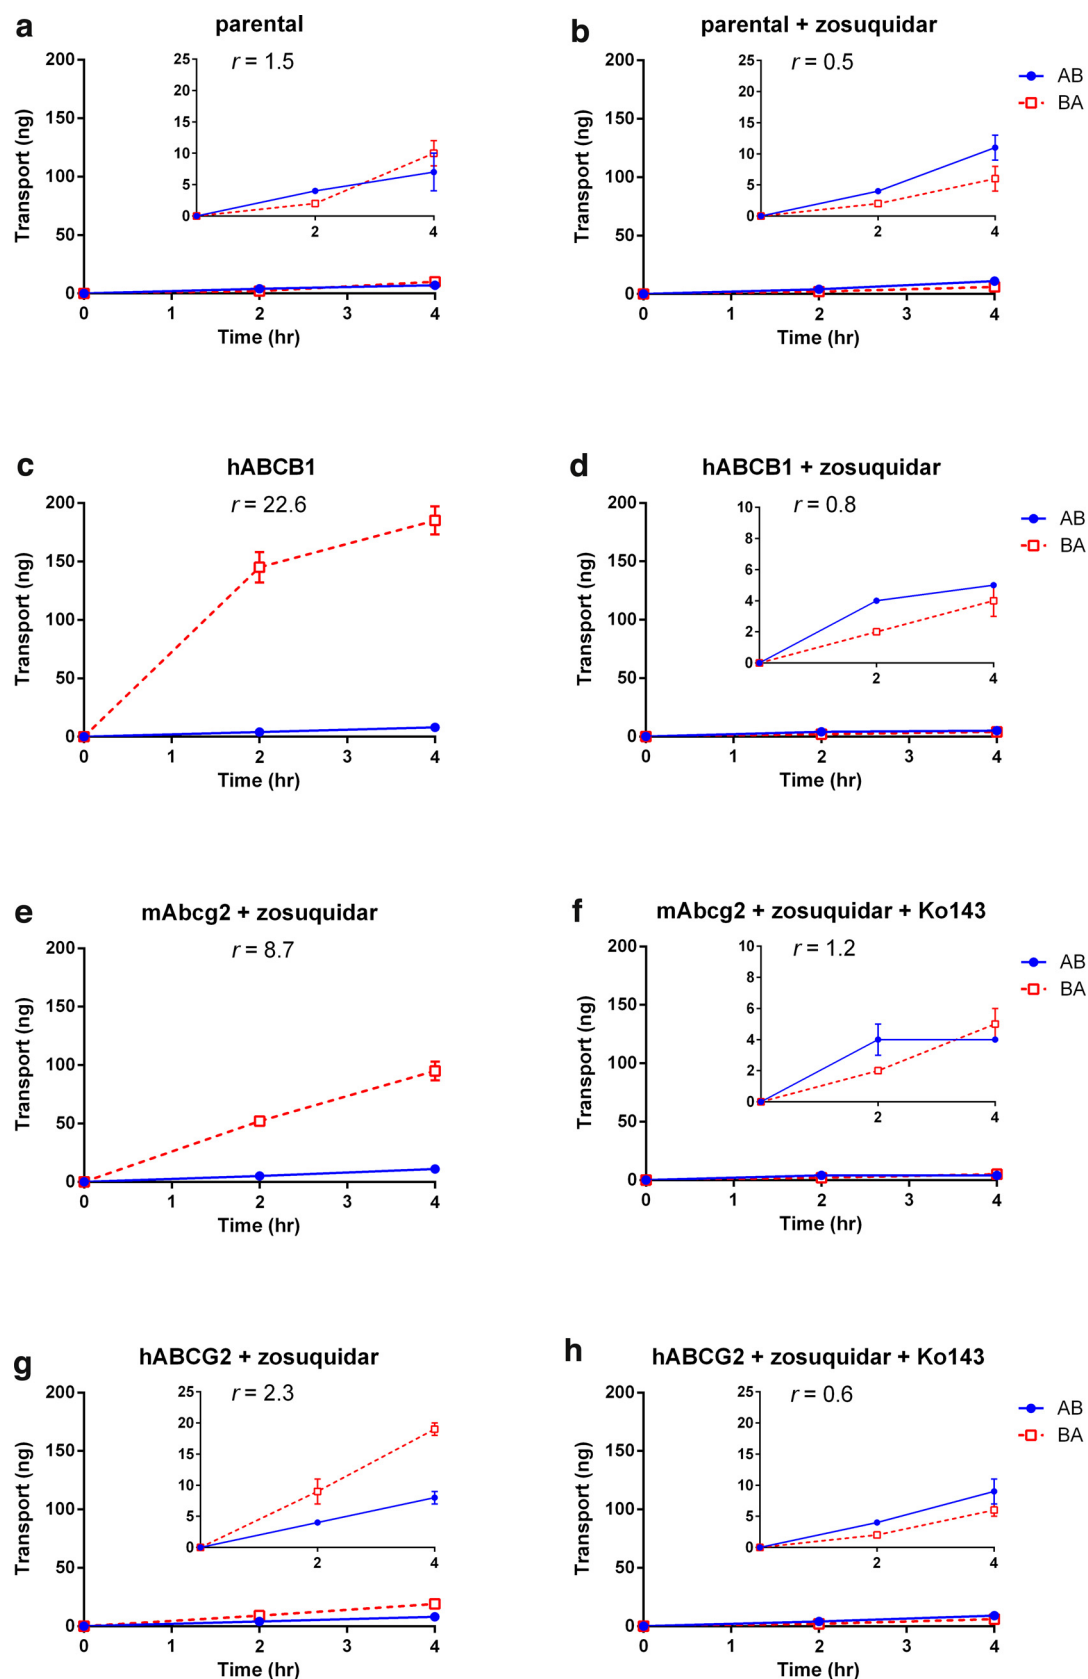 a parental
r = 1.5
Transport (ng)
200
150
100
50
0
25
20
15
10
5
0
2 4
0 1 2 3 4
Time (hr)
b parental + zosuquidar
r = 0.5
Transport (ng)
200
150
100
50
0
25
20
15
10
5
0
2 4
0 1 2 3 4
Time (hr)
AB
BA
c hABCB1
r = 22.6
Transport (ng)
200
150
100
50
0
0 1 2 3 4
Time (hr)
d hABCB1 + zosuquidar
r = 0.8
Transport (ng)
200
150
100
50
0
10
8
6
4
2
0
2 4
0 1 2 3 4
Time (hr)
AB
BA
e mAbcg2 + zosuquidar
r = 8.7
Transport (ng)
200
150
100
50
0
0 1 2 3 4
Time (hr)
f mAbcg2 + zosuquidar + Ko143
r = 1.2
Transport (ng)
200
150
100
50
0
10
8
6
4
2
0
2 4
0 1 2 3 4
Time (hr)
AB
BA
g hABCG2 + zosuquidar
r = 2.3
Transport (ng)
200
150
100
50
0
25
20
15
10
5
0
2 4
0 1 2 3 4
Time (hr)
h hABCG2 + zosuquidar + Ko143
r = 0.6
Transport (ng)
200
150
100
50
0
25
20
15
10
5
0
2 4
0 1 2 3 4
Time (hr)
AB
BA